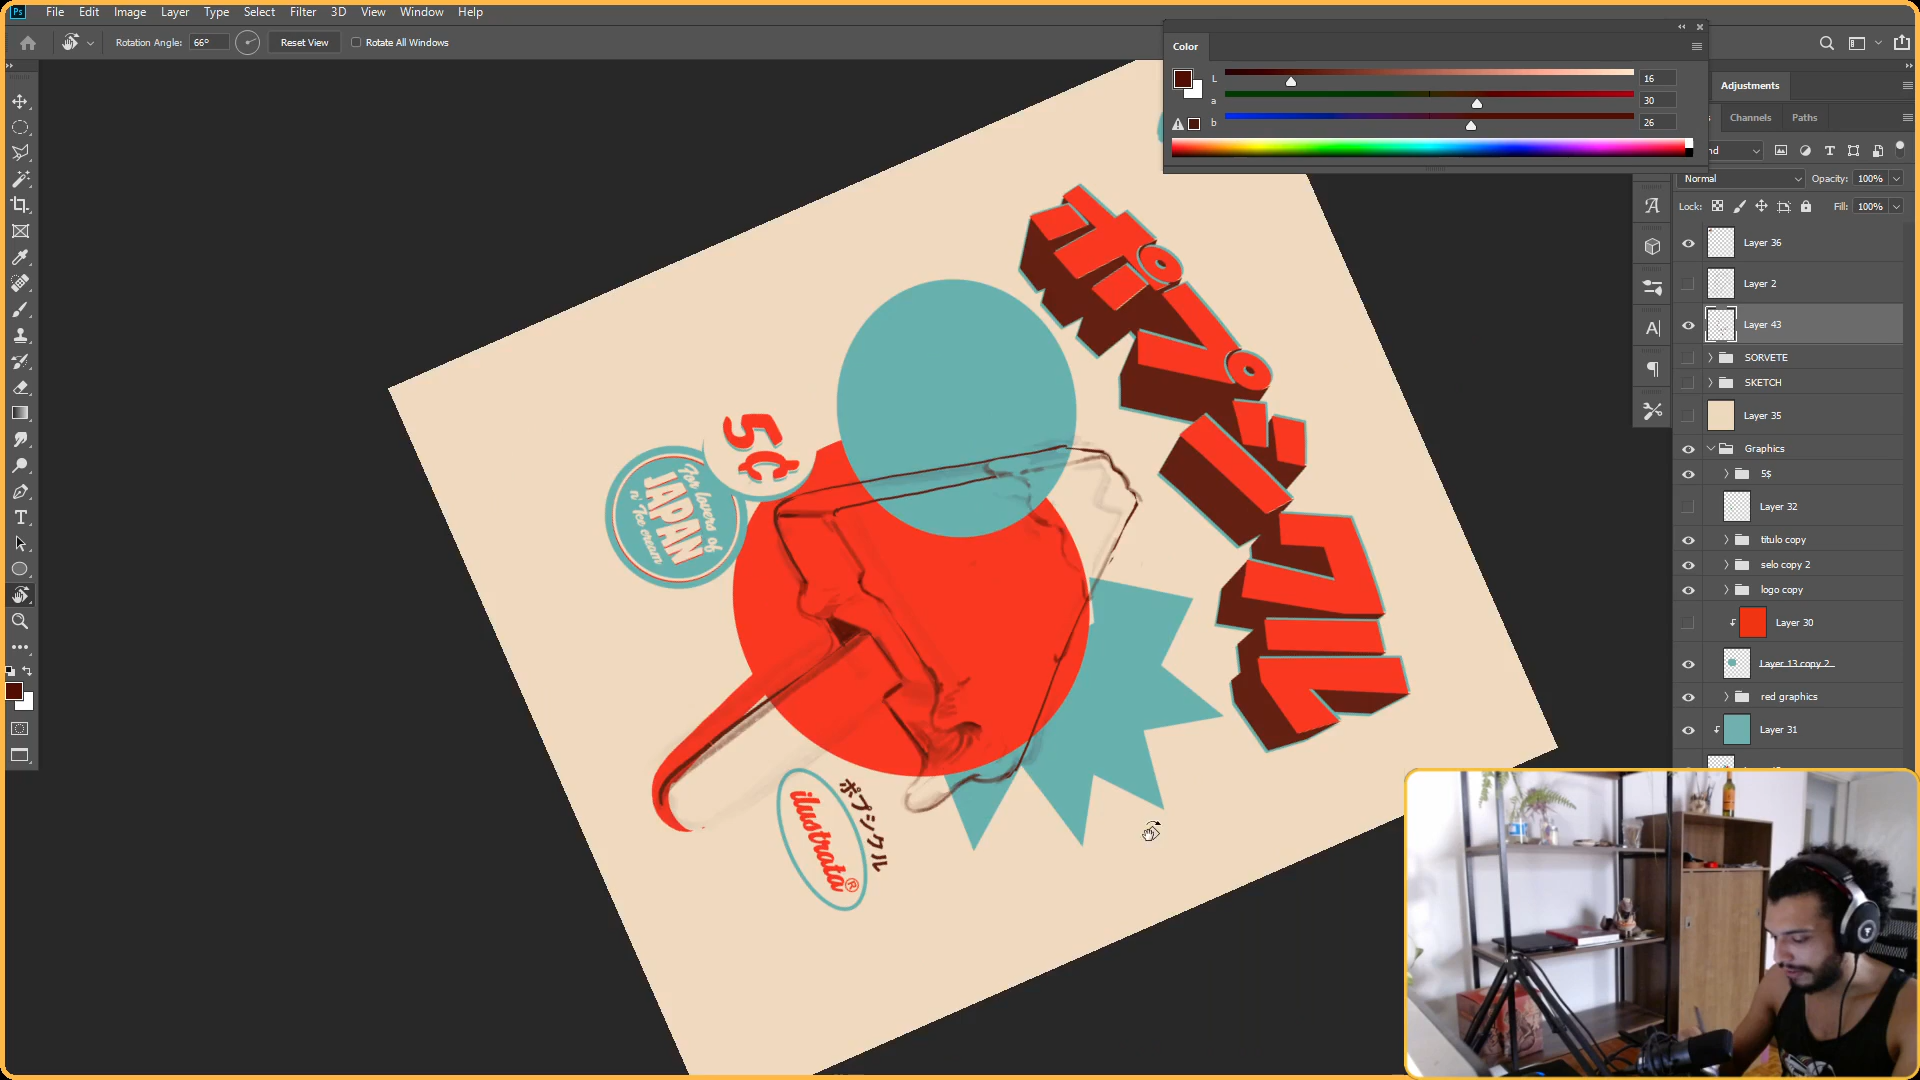 Ps File Edit Image Layer Type Select Filter 3D View Window Help
Rotation Angle: 66° Reset View Rotate All Windows
Color
L 16
a 30
b 26
Adjustments
Channels Paths
nd
Normal Opacity: 100%
Lock: Fill: 100%
Layer 36
Layer 2
Layer 43
SORVETE
SKETCH
Layer 35
Graphics
5$
Layer 32
titulo copy
selo copy 2
logo copy
Layer 30
Layer 13 copy 2
red graphics
Layer 31
ポプシクル
5¢
For lovers of
JAPAN
n' Ice cream
ポプシクル
ilustrata®